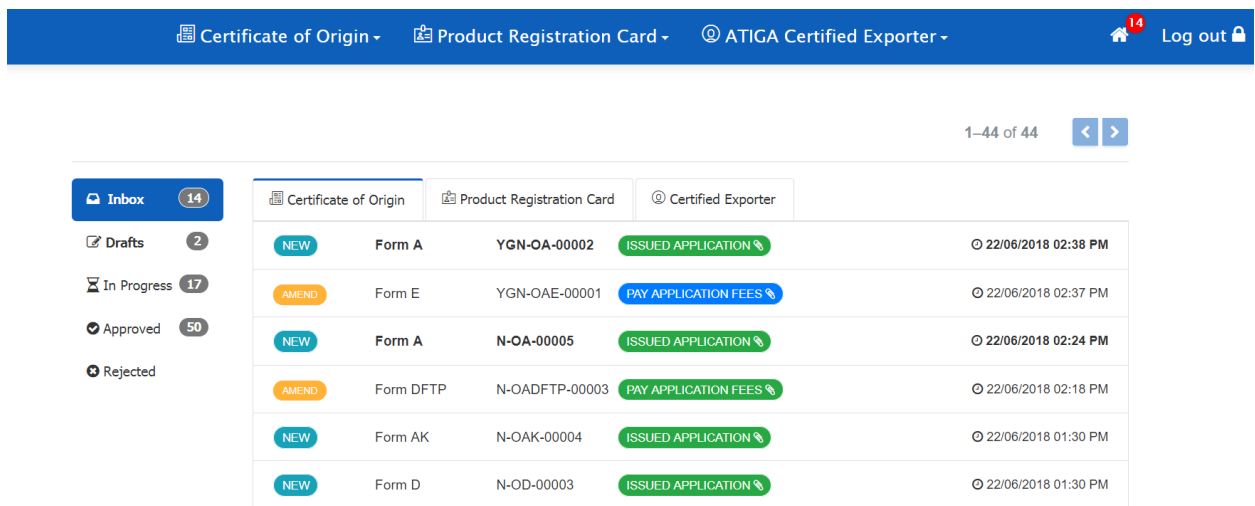 Certificate of Origin Product Registration Card ATIGA Certified Exporter 14 Log out
1–44 of 44
Inbox 14
Drafts 2
In Progress 17
Approved 50
Rejected
Certificate of Origin Product Registration Card Certified Exporter
NEW Form A YGN-OA-00002 ISSUED APPLICATION 22/06/2018 02:38 PM
AMEND Form E YGN-OAE-00001 PAY APPLICATION FEES 22/06/2018 02:37 PM
NEW Form A N-OA-00005 ISSUED APPLICATION 22/06/2018 02:24 PM
AMEND Form DFTP N-OADFTP-00003 PAY APPLICATION FEES 22/06/2018 02:18 PM
NEW Form AK N-OAK-00004 ISSUED APPLICATION 22/06/2018 01:30 PM
NEW Form D N-OD-00003 ISSUED APPLICATION 22/06/2018 01:30 PM